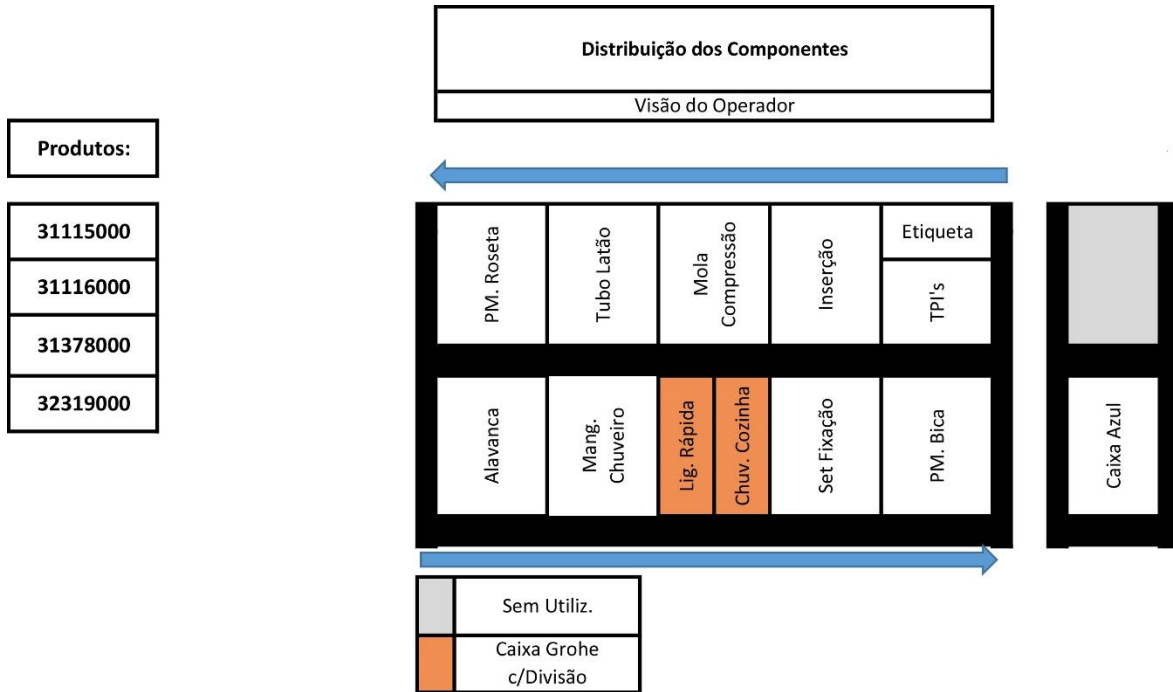 Distribuição dos Componentes
Visão do Operador
Produtos:
31115000
31116000
31378000
32319000
PM. Roseta
Tubo Latão
Mola
Compressão
Inserção
Etiqueta
TPI's
Alavanca
Mang.
Chuveiro
Lig. Rápida
Chuv. Cozinha
Set Fixação
PM. Bica
Caixa Azul
Sem Utiliz.
Caixa Grohe
c/Divisão